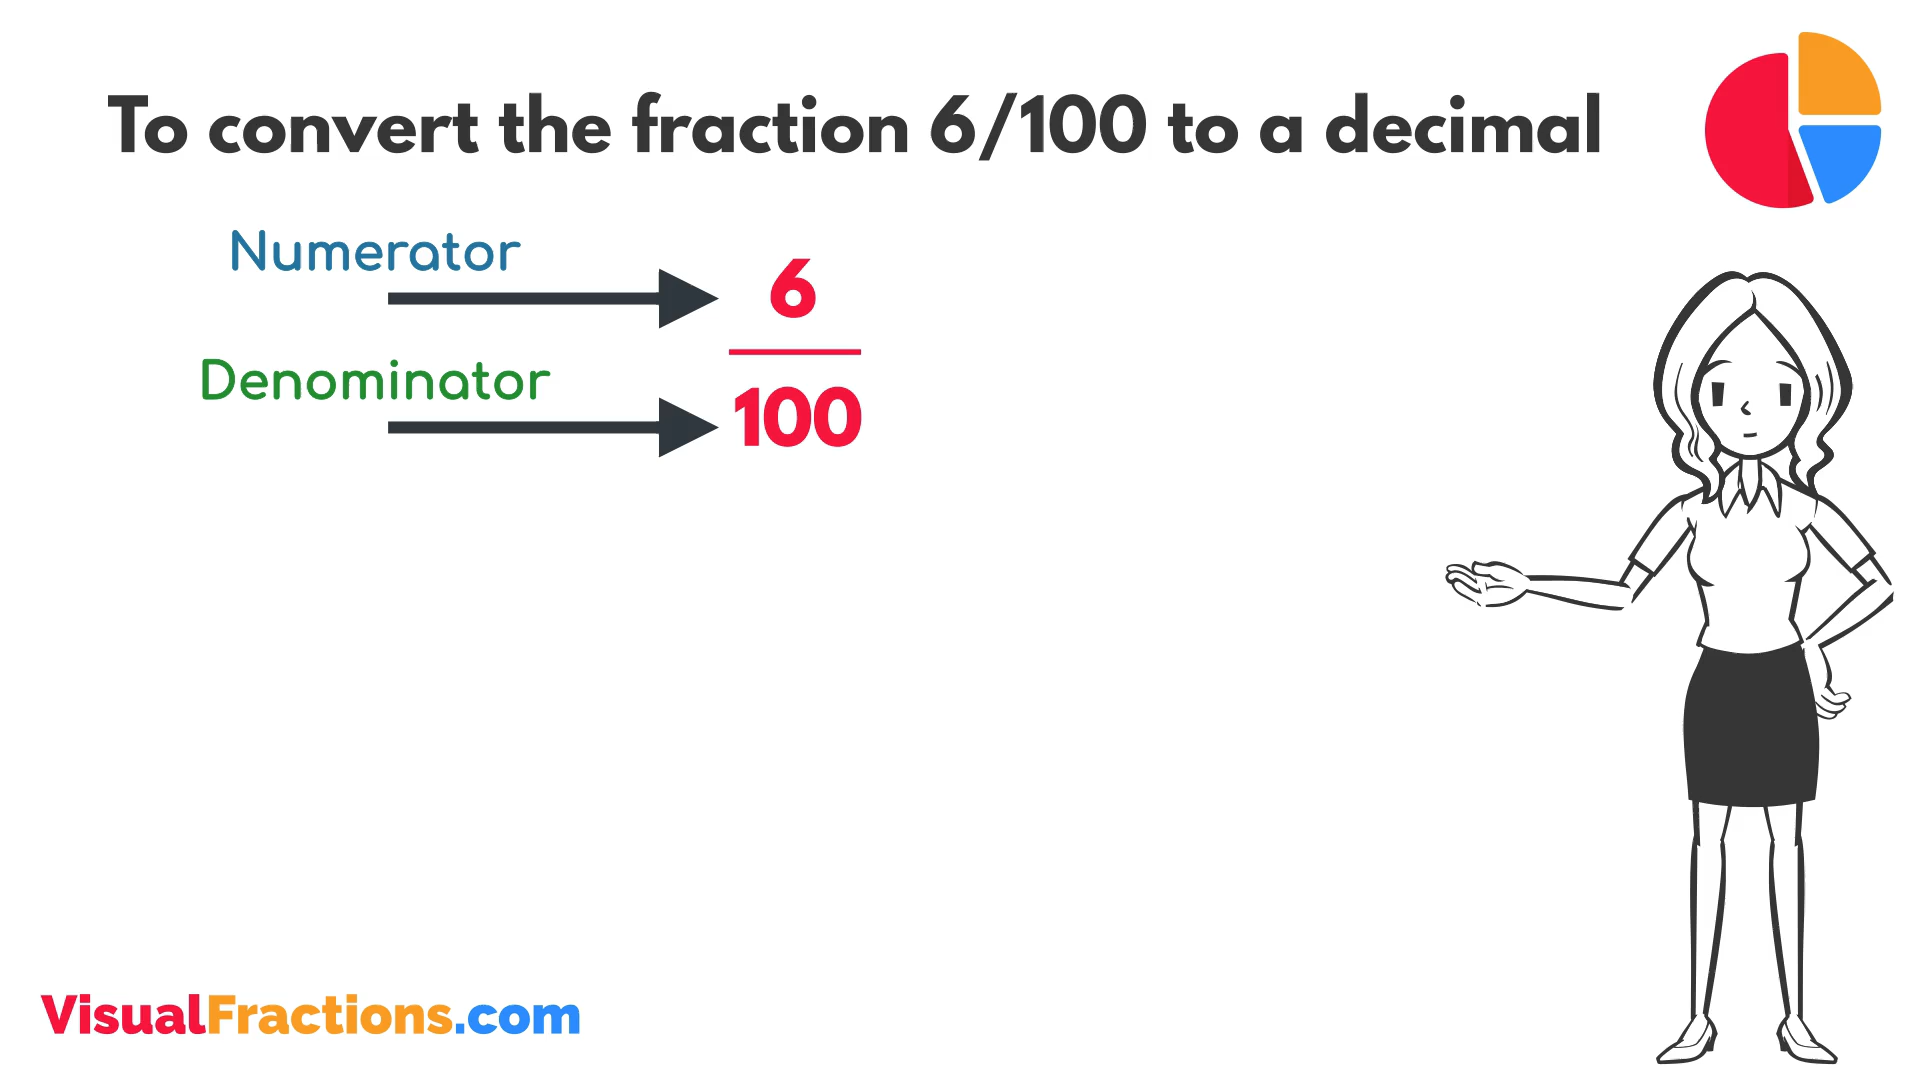 To convert the fraction 6/100 to a decimal
Numerator
6
Denominator
100
VisualFractions.com